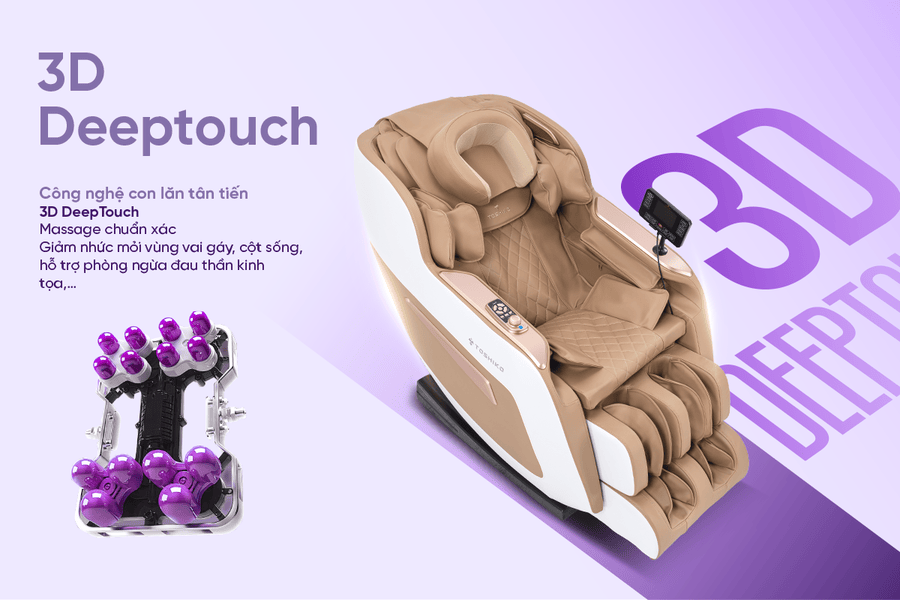 3D
Deeptouch
Công nghệ con lăn tân tiến
3D DeepTouch
Massage chuẩn xác
Giảm nhức mỏi vùng vai gáy, cột sống,
hỗ trợ phòng ngừa đau thần kinh
tọa,...
TOSHIKO
3D
DEEPTO